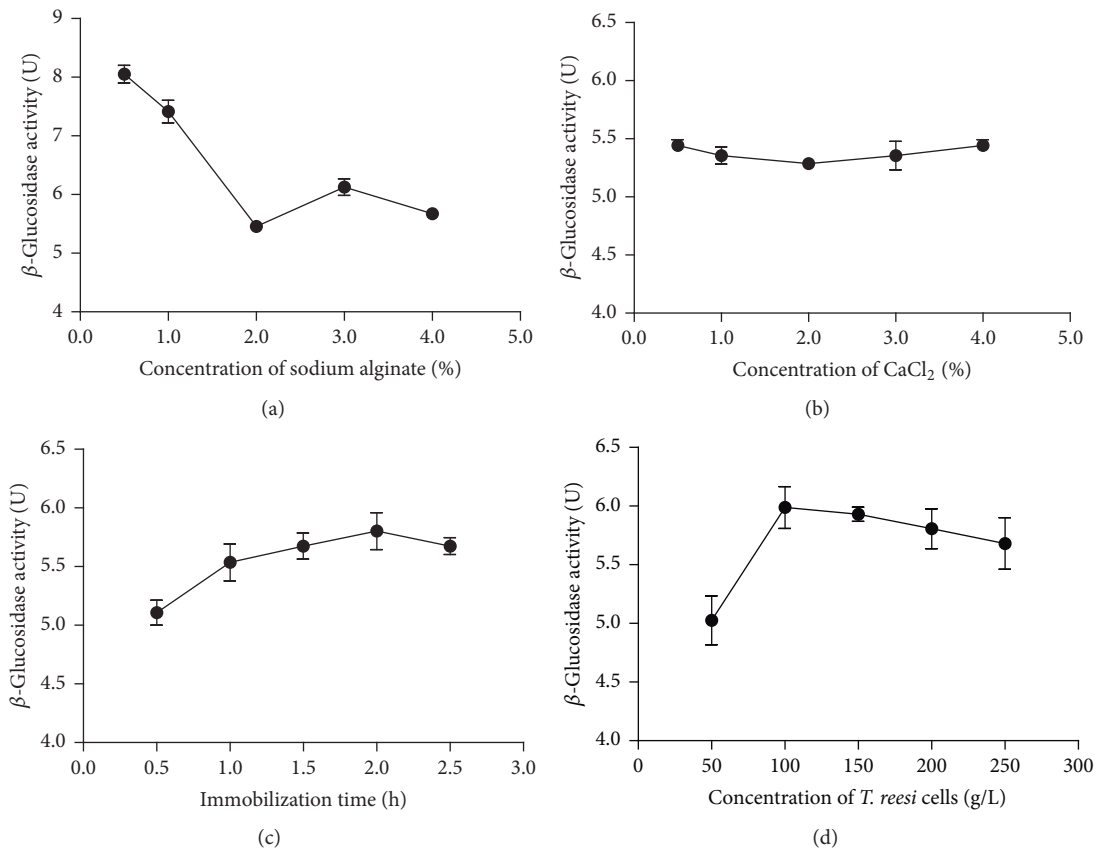 9
8
7
6
5
4
0.0 1.0 2.0 3.0 4.0 5.0
β-Glucosidase activity (U)
Concentration of sodium alginate (%)
(a)
6.5
6.0
5.5
5.0
4.5
4.0
0.0 1.0 2.0 3.0 4.0 5.0
β-Glucosidase activity (U)
Concentration of CaCl₂ (%)
(b)
6.5
6.0
5.5
5.0
4.5
4.0
0.0 0.5 1.0 1.5 2.0 2.5 3.0
β-Glucosidase activity (U)
Immobilization time (h)
(c)
6.5
6.0
5.5
5.0
4.5
4.0
0 50 100 150 200 250 300
β-Glucosidase activity (U)
Concentration of T. reesi cells (g/L)
(d)